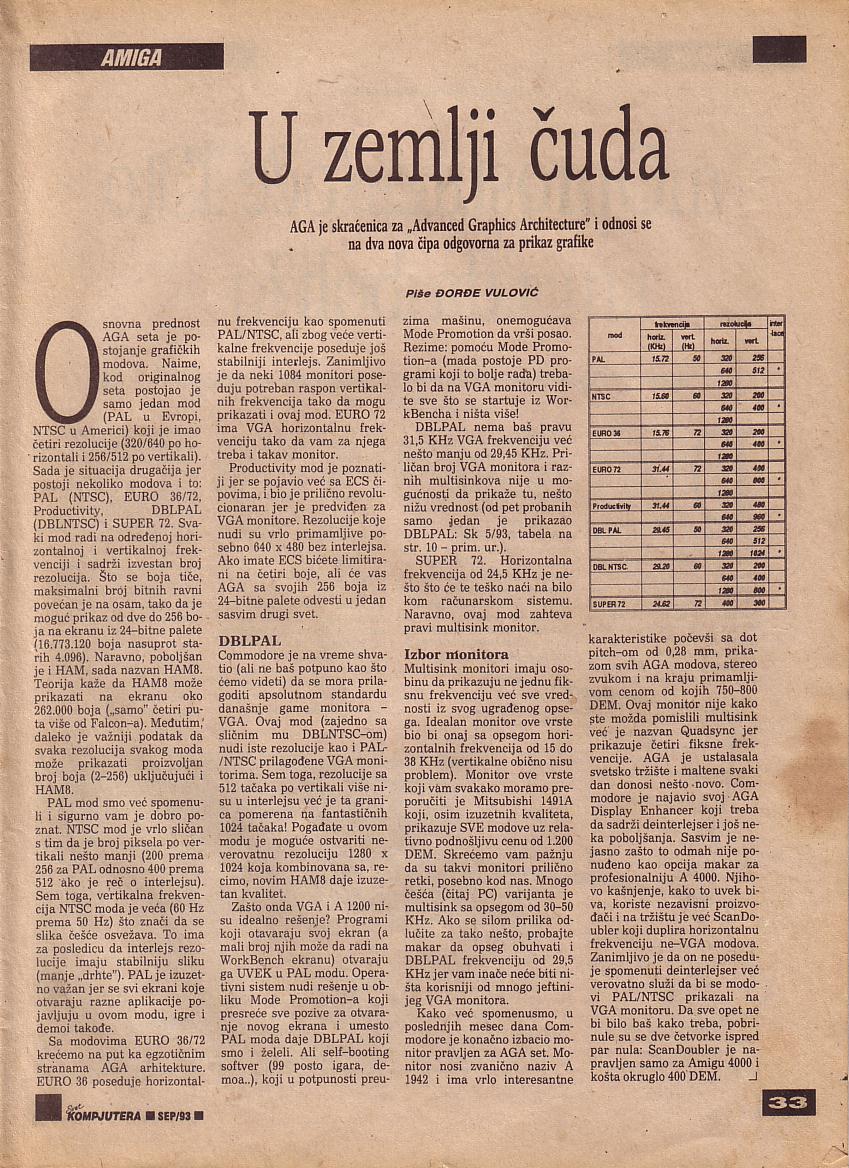 AMIGA
U zemlji čuda
AGA je skraćenica za „Advanced Graphics Architecture” i odnosi se
na dva nova čipa odgovorna za prikaz grafike
Piše ĐORĐE VULOVIĆ
Osnovna prednost
AGA seta je po-
stojanje grafičkih
modova. Naime,
kod originalnog
seta postojao je
samo jedan mod
(PAL u Evropi,
NTSC u Americi) koji je imao
četiri rezolucije (320/640 po ho-
rizontali i 256/512 po vertikali).
Sada je situacija drugačija jer
postoji nekoliko modova i to:
PAL (NTSC), EURO 36/72,
Productivity, DBLPAL
(DBLNTSC) i SUPER 72. Sva-
ki mod radi na određenoj hori-
zontalnoj i vertikalnoj frek-
venciji i sadrži izvestan broj
rezolucija. Što se boja tiče,
maksimalni broj bitnih ravni
povećan je na osam, tako da je
moguć prikaz od dve do 256 bo-
ja na ekranu iz 24-bitne palete
(16.773.120 boja nasuprot sta-
rih 4.096). Naravno, poboljšan
je i HAM, sada nazvan HAM8.
Teorija kaže da HAM8 može
prikazati na ekranu oko
262.000 boja („samo” četiri pu-
ta više od Falcon-a). Međutim,
daleko je važniji podatak da
svaka rezolucija svakog moda
može prikazati proizvoljan
broj boja (2-256) uključujući i
HAM8.
PAL mod smo već spomenu-
li i sigurno vam je dobro po-
znat. NTSC mod je vrlo sličan
s tim da je broj piksela po ver-
tikali nešto manji (200 prema
256 za PAL odnosno 400 prema
512 ako je reč o interlejsu).
Sem toga, vertikalna frekven-
cija NTSC moda je veća (60 Hz
prema 50 Hz) što znači da se
slika češće osvežava. To ima
za posledicu da interlejs rezo-
lucije imaju stabilniju sliku
(manje „drhte”). PAL je izuzet-
no važan jer se svi ekrani koje
otvaraju razne aplikacije po-
javljuju u ovom modu, igre i
demoi takođe.
Sa modovima EURO 36/72
krećemo na put ka egzotičnim
stranama AGA arhitekture.
EURO 36 poseduje horizontal-
nu frekvenciju kao spomenuti
PAL/NTSC, ali zbog veće verti-
kalne frekvencije poseduje još
stabilniji interlejs. Zanimljivo
je da neki 1084 monitori pose-
duju potreban raspon vertikal-
nih frekvencija tako da mogu
prikazati i ovaj mod. EURO 72
ima VGA horizontalnu frek-
venciju tako da vam za njega
treba i takav monitor.
Productivity mod je poznati-
ji jer se pojavio već sa ECS či-
povima, i bio je prilično revolu-
cionaran jer je predviđen za
VGA monitore. Rezolucije koje
nudi su vrlo primamljive po-
sebno 640 x 480 bez interlejsa.
Ako imate ECS bićete limitira-
ni na četiri boje, ali će vas
AGA sa svojih 256 boja iz
24-bitne palete odvesti u jedan
sasvim drugi svet.
DBLPAL
Commodore je na vreme shva-
tio (ali ne baš potpuno kao što
ćemo videti) da se mora prila-
goditi apsolutnom standardu
današnje game monitora –
VGA. Ovaj mod (zajedno sa
sličnim mu DBLNTSC-om)
nudi iste rezolucije kao i PAL-
/NTSC prilagođene VGA moni-
torima. Sem toga, rezolucije sa
512 tačaka po vertikali više ni-
su u interlejsu već je ta grani-
ca pomerena na fantastičnih
1024 tačaka! Pogađate u ovom
modu je moguće ostvariti ne-
verovatnu rezoluciju 1280 x
1024 koja kombinovana sa, re-
cimo, novim HAM8 daje izuze-
tan kvalitet.
Zašto onda VGA i A 1200 ni-
su idealno rešenje? Programi
koji otavaraju svoj ekran (a
mali broj njih može da radi na
WorkBench ekranu) otvaraju
ga UVEK u PAL modu. Opera-
tivni sistem nudi rešenje u ob-
liku Mode Promotion-a koji
presreće sve pozive za otvara-
nje novog ekrana i umesto
PAL moda daje DBLPAL koji
smo i želeli. Ali self-booting
softver (99 posto igara, de-
moa..), koji u potpunosti preu-
zima mašinu, onemogućava
Mode Promotion da vrši posao.
Rezime: pomoću Mode Promo-
tion-a (mada postoje PD pro-
grami koji to bolje rade) treba-
lo bi da na VGA monitoru vidi-
te sve što se startuje iz Wor-
kBencha i ništa više!
DBLPAL nema baš pravu
31,5 KHz VGA frekvenciju već
nešto manju od 29,45 KHz. Pri-
ličan broj VGA monitora i raz-
nih multisinkova nije u mo-
gućnosti da prikaže tu, nešto
nižu vrednost (od pet probanih
samo jedan je prikazao
DBLPAL: Sk 5/93, tabela na
str. 10 - prim. ur.).
SUPER 72. Horizontalna
frekvencija od 24,5 KHz je ne-
što što će te teško naći na bilo
kom računarskom sistemu.
Naravno, ovaj mod zahteva
pravi multisink monitor.
Izbor monitora
Multisink monitori imaju oso-
binu da prikazuju ne jednu fik-
snu frekvenciju već sve vred-
nosti iz svog ugrađenog opse-
ga. Idealan monitor ove vrste
bio bi onaj sa opsegom hori-
zontalnih frekvencija od 15 do
38 KHz (vertikalne obično nisu
problem). Monitor ove vrste
koji vam svakako moramo pre-
poručiti je Mitsubishi 1491A
koji, osim izuzetnih kvaliteta,
prikazuje SVE modove uz rela-
tivno podnošljivu cenu od 1.200
DEM. Skrećemo vam pažnju
da su takvi monitori prilično
retki, posebno kod nas. Mnogo
češća (čitaj PC) varijanta je
multisink sa opsegom od 30-50
KHz. Ako se silom prilika od-
lučite za tako nešto, probajte
makar da opseg obuhvati i
DBLPAL frekvenciju od 29,5
KHz jer vam inače neće biti ni-
šta korisniji od mnogo jeftini-
jeg VGA monitora.
Kako već spomenusmo, u
poslednjih mesec dana Com-
modore je konačno izbacio mo-
nitor pravljen za AGA set. Mo-
nitor nosi zvanično naziv A
1942 i ima vrlo interesantne
frekvencija rezolucija inter
mod horiz. vert. horiz. vert. -lace
(KHz) (Hz)
PAL 15.72 50 320 256
640 512 *
1280
NTSC 15.60 60 320 200
640 400 *
1280
EURO 36 15.76 72 320 200
640 400 *
1280
EURO 72 31.44 72 320 400
640 800 *
1280
Productivity 31.44 60 320 480
640 960 *
DBL PAL 29.45 50 320 256
640 512
1280 1024 *
DBL NTSC 29.20 60 320 200
640 400
1280 800 *
SUPER 72 24.62 72 400 300
karakteristike počevši sa dot
pitch-om od 0,28 mm, prika-
zom svih AGA modova, stereo
zvukom i na kraju primamlji-
vom cenom od kojih 750-800
DEM. Ovaj monitor nije kako
ste možda pomislili multisink
već je nazvan Quadsync jer
prikazuje četiri fiksne frek-
vencije. AGA je ustalasala
svetsko tržište i maltene svaki
dan donosi nešto novo. Com-
modore je najavio svoj AGA
Display Enhancer koji treba
da sadrži deinterlejser i još ne-
ka poboljšanja. Sasvim je ne-
jasno zašto to odmah nije po-
nuđeno kao opcija makar za
profesionalniju A 4000. Njiho-
vo kašnjenje, kako to uvek bi-
va, koriste nezavisni proizvo-
đači i na tržištu je već ScanDo-
ubler koji duplira horizontalnu
frekvenciju ne-VGA modova.
Zanimljivo je da on ne posedu-
je spomenuti deinterlejser već
verovatno služi da bi se modo-
vi PAL/NTSC prikazali na
VGA monitoru. Da sve opet ne
bi bilo baš kako treba, pobri-
nule su se dve četvorke ispred
par nula: ScanDoubler je na-
pravljen samo za Amigu 4000 i
košta okruglo 400 DEM.
Svet
KOMPJUTERA ■ SEP/93 ■
33